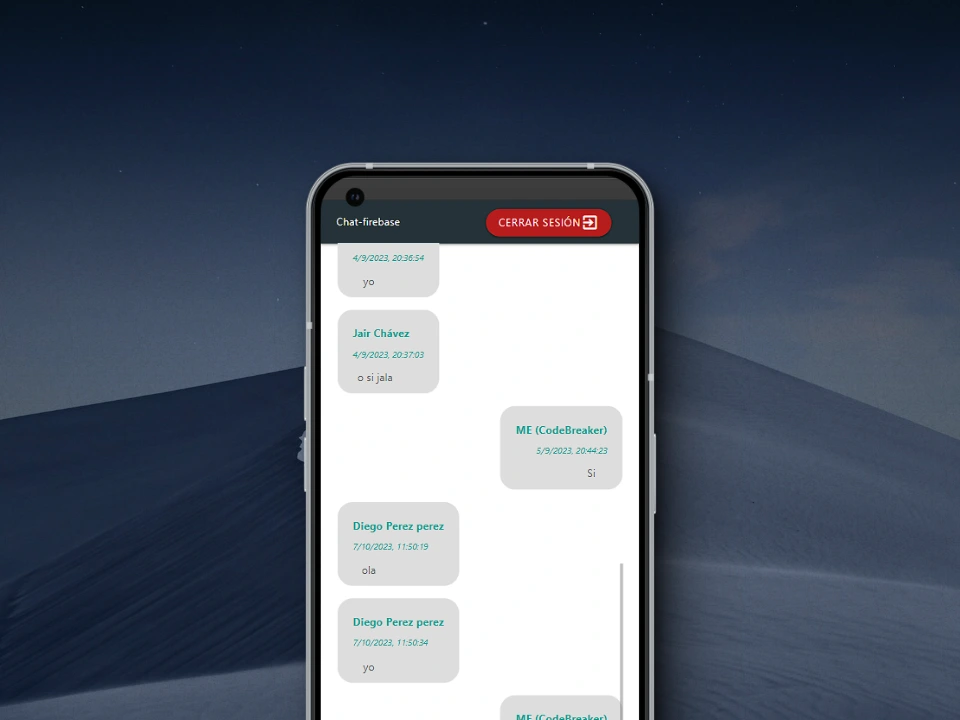 Chat-firebase
CERRAR SESIÓN
4/9/2023, 20:36:54
yo
Jair Chávez
4/9/2023, 20:37:03
o si jala
ME (CodeBreaker)
5/9/2023, 20:44:23
Si
Diego Perez perez
7/10/2023, 11:50:19
ola
Diego Perez perez
7/10/2023, 11:50:34
yo
ME (CodeBreaker)